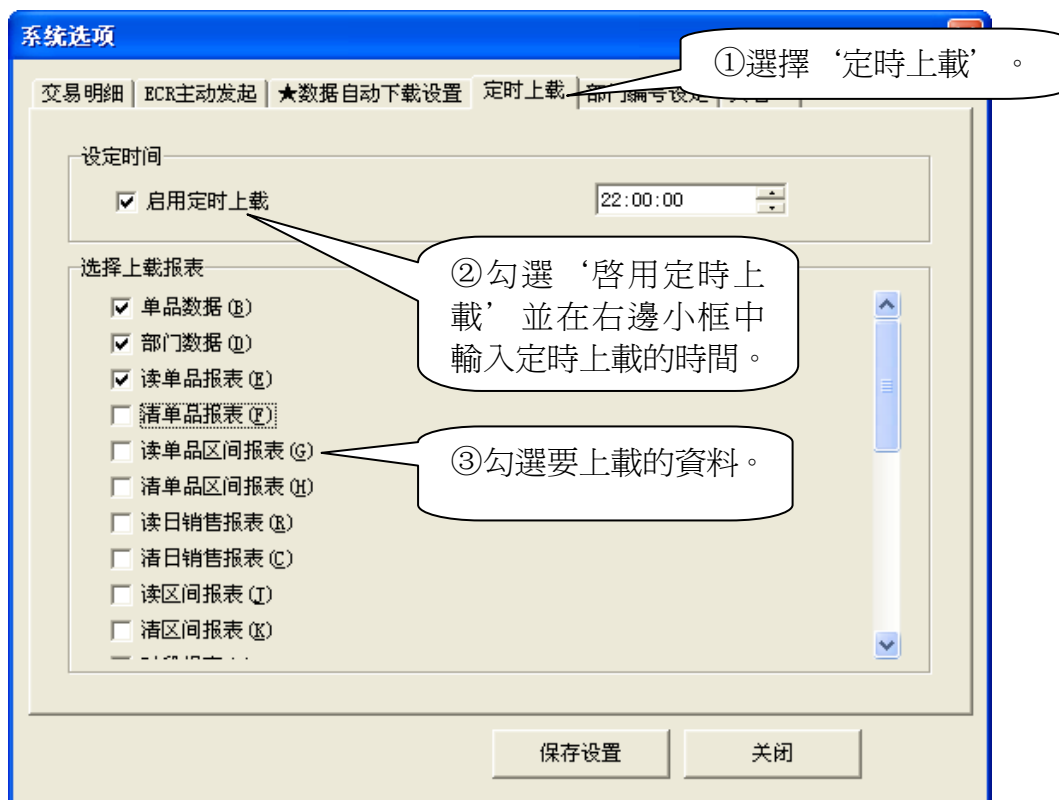 系统选项
①選擇‘定時上載’。
交易明细 ECR主动发起 ★数据自动下载设置 定时上载 部门编号设定
设定时间
启用定时上载 22:00:00
②勾選‘啓用定時上
載’並在右邊小框中
輸入定時上載的時間。
选择上载报表
单品数据(B)
部门数据(D)
读单品报表(E)
清单品报表(F)
读单品区间报表(G)
③勾選要上載的資料。
清单品区间报表(H)
读日销售报表(R)
清日销售报表(C)
读区间报表(J)
清区间报表(K)
保存设置 关闭